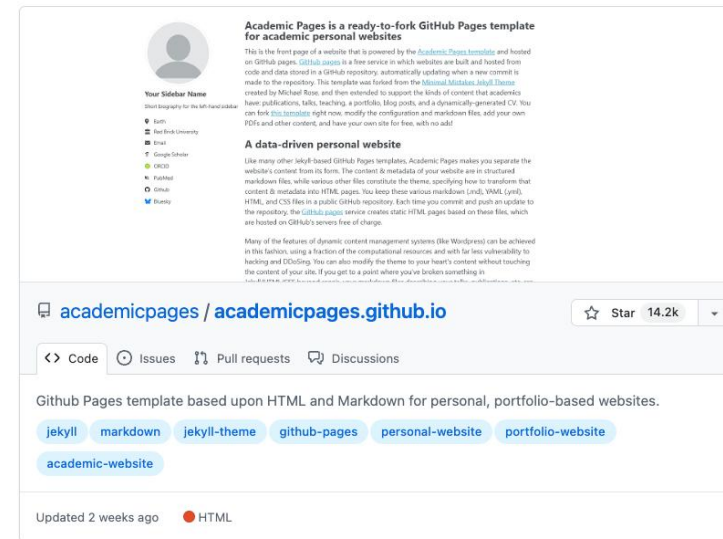 Academic Pages is a ready-to-fork GitHub Pages template
for academic personal websites
This is the front page of a website that is powered by the Academic Pages template and hosted
on GitHub pages. GitHub pages is a free service in which websites are built and hosted from
code and data stored in a GitHub repository, automatically updating when a new commit is
made to the repository. This template was forked from the Minimal Mistakes Jekyll Theme
created by Michael Rose, and then extended to support the kinds of content that academics
have: publications, talks, teaching, a portfolio, blog posts, and a dynamically-generated CV. You
can fork this template right now, modify the configuration and markdown files, add your own
PDFs and other content, and have your own site for free, with no ads!
Your Sidebar Name
Short biography for the left-hand sidebar
Earth
Red Brick University
Email
Google Scholar
ORCID
PubMed
Github
Bluesky
A data-driven personal website
Like many other Jekyll-based GitHub Pages templates, Academic Pages makes you separate the
website's content from its form. The content & metadata of your website are in structured
markdown files, while various other files constitute the theme, specifying how to transform that
content & metadata into HTML pages. You keep these various markdown (.md), YAML (.yml),
HTML, and CSS files in a public GitHub repository. Each time you commit and push an update to
the repository, the GitHub pages service creates static HTML pages based on these files, which
are hosted on GitHub's servers free of charge.
Many of the features of dynamic content management systems (like Wordpress) can be achieved
in this fashion, using a fraction of the computational resources and with far less vulnerability to
hacking and DDoSing. You can also modify the theme to your heart's content without touching
the content of your site. If you get to a point where you've broken something in
academicpages / academicpages.github.io
Star 14.2k
Code Issues Pull requests Discussions
Github Pages template based upon HTML and Markdown for personal, portfolio-based websites.
jekyll markdown jekyll-theme github-pages personal-website portfolio-website
academic-website
Updated 2 weeks ago HTML